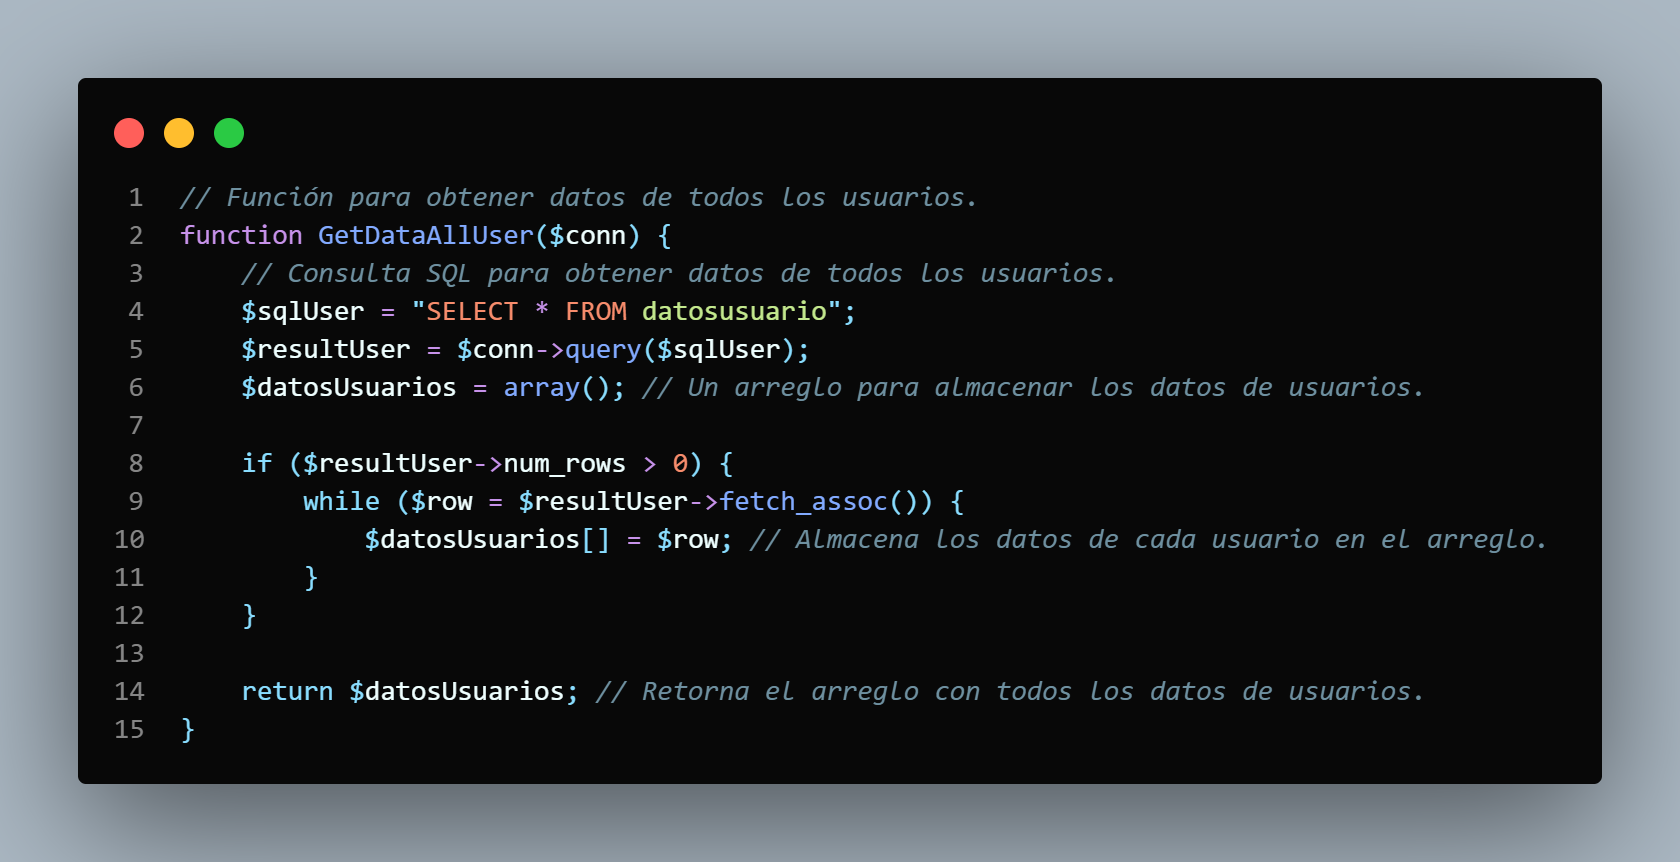 1 // Función para obtener datos de todos los usuarios.
2 function GetDataAllUser($conn) {
3     // Consulta SQL para obtener datos de todos los usuarios.
4     $sqlUser = "SELECT * FROM datosusuario";
5     $resultUser = $conn->query($sqlUser);
6     $datosUsuarios = array(); // Un arreglo para almacenar los datos de usuarios.
7
8     if ($resultUser->num_rows > 0) {
9         while ($row = $resultUser->fetch_assoc()) {
10             $datosUsuarios[] = $row; // Almacena los datos de cada usuario en el arreglo.
11         }
12     }
13
14     return $datosUsuarios; // Retorna el arreglo con todos los datos de usuarios.
15 }